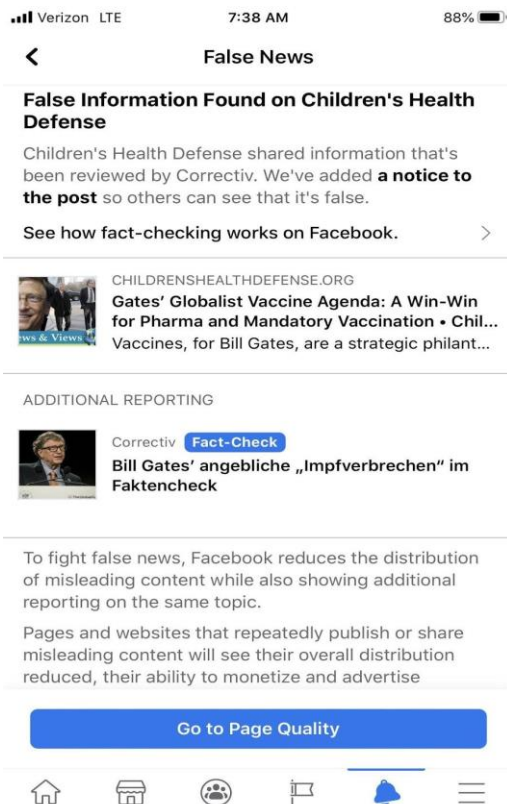 Verizon LTE 7:38 AM 88%
False News
False Information Found on Children's Health
Defense
Children's Health Defense shared information that's
been reviewed by Correctiv. We've added a notice to
the post so others can see that it's false.
See how fact-checking works on Facebook.
CHILDRENSHEALTHDEFENSE.ORG
Gates' Globalist Vaccine Agenda: A Win-Win
for Pharma and Mandatory Vaccination • Chil...
Vaccines, for Bill Gates, are a strategic philant...
ws & Views
ADDITIONAL REPORTING
Correctiv Fact-Check
Bill Gates' angebliche „Impfverbrechen" im
Faktencheck
To fight false news, Facebook reduces the distribution
of misleading content while also showing additional
reporting on the same topic.
Pages and websites that repeatedly publish or share
misleading content will see their overall distribution
reduced, their ability to monetize and advertise
Go to Page Quality